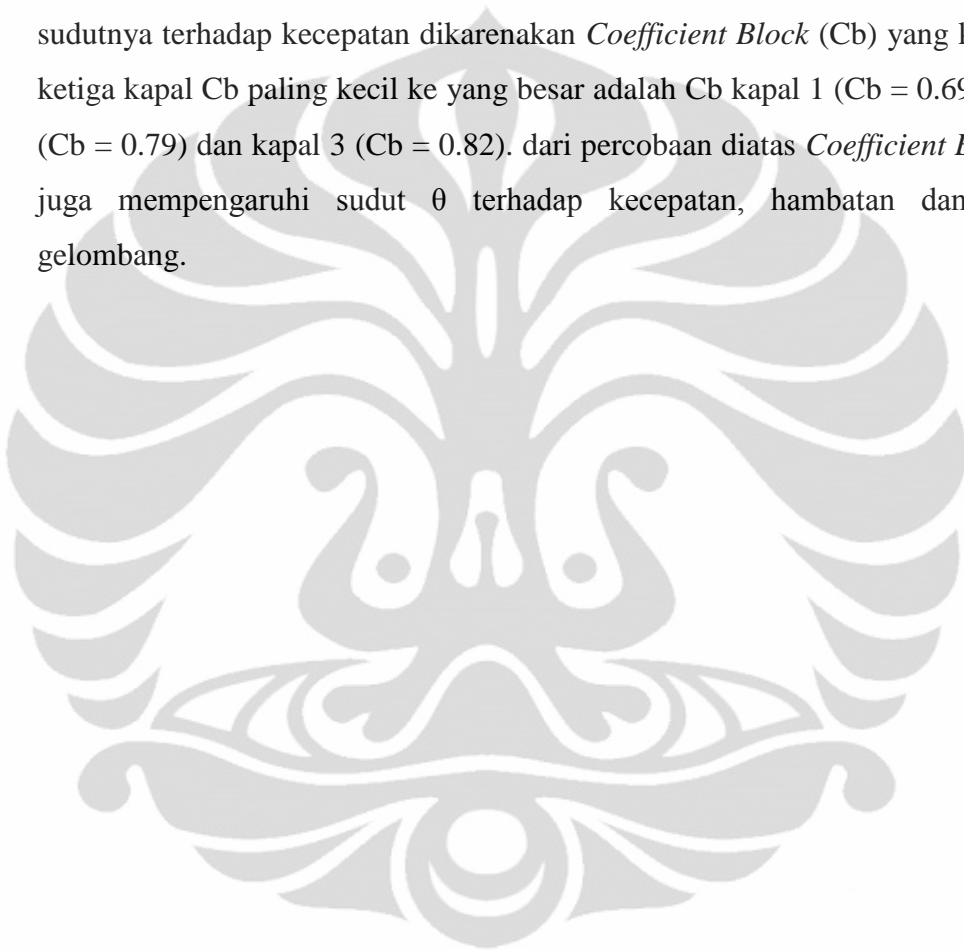 sudutnya terhadap kecepatan dikarenakan Coefficient Block (Cb) yang
ketiga kapal Cb paling kecil ke yang besar adalah Cb kapal 1 (Cb = 0.69
(Cb = 0.79) dan kapal 3 (Cb = 0.82). dari percobaan diatas Coefficient
juga mempengaruhi sudut θ terhadap kecepatan, hambatan dan
gelombang.